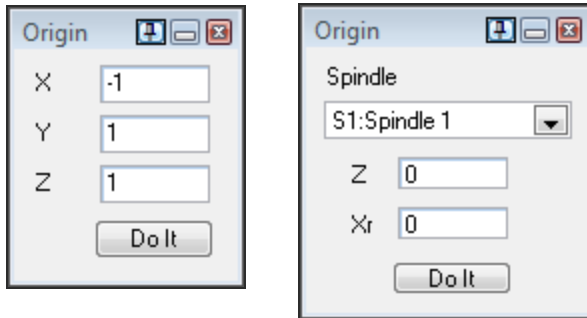 Origin
X -1
Y 1
Z 1
Do It
Origin
Spindle
S1:Spindle 1
Z 0
Xr 0
Do It